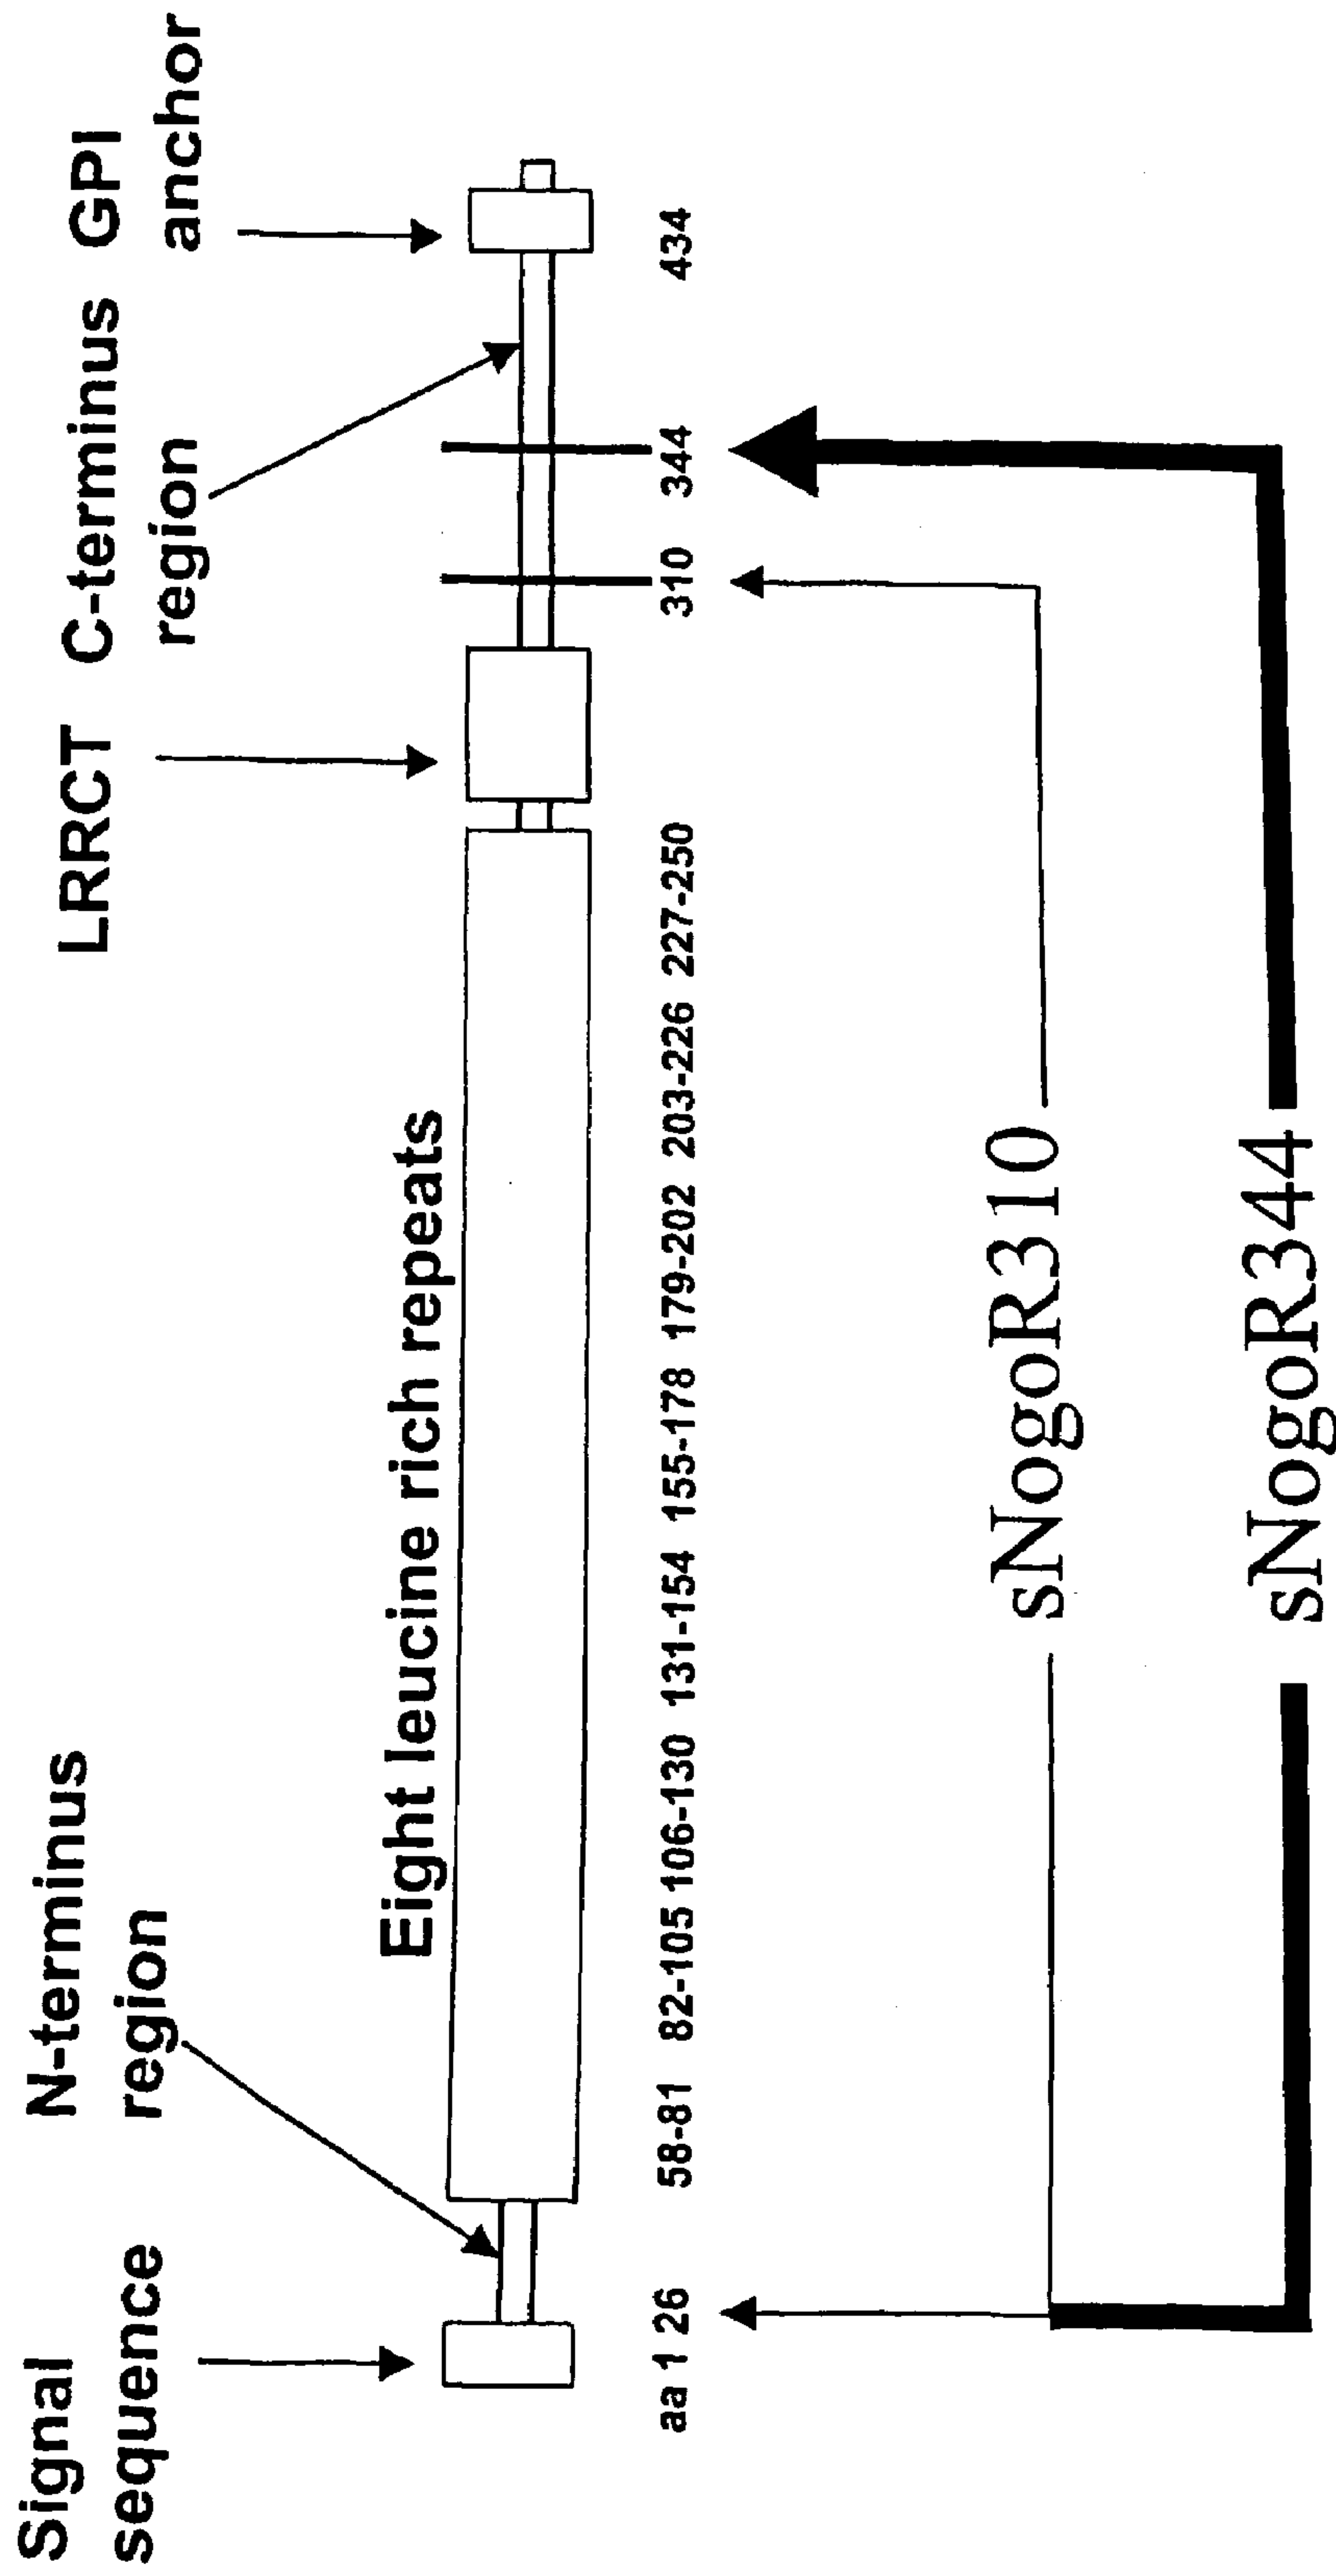 Signal
sequence
N-terminus
region
LRRCT
C-terminus
region
GPI
anchor
Eight leucine rich repeats
aa 1 26 58-81 82-105 106-130 131-154 155-178 179-202 203-226 227-250 310 344 434
sNogoR310
sNogoR344